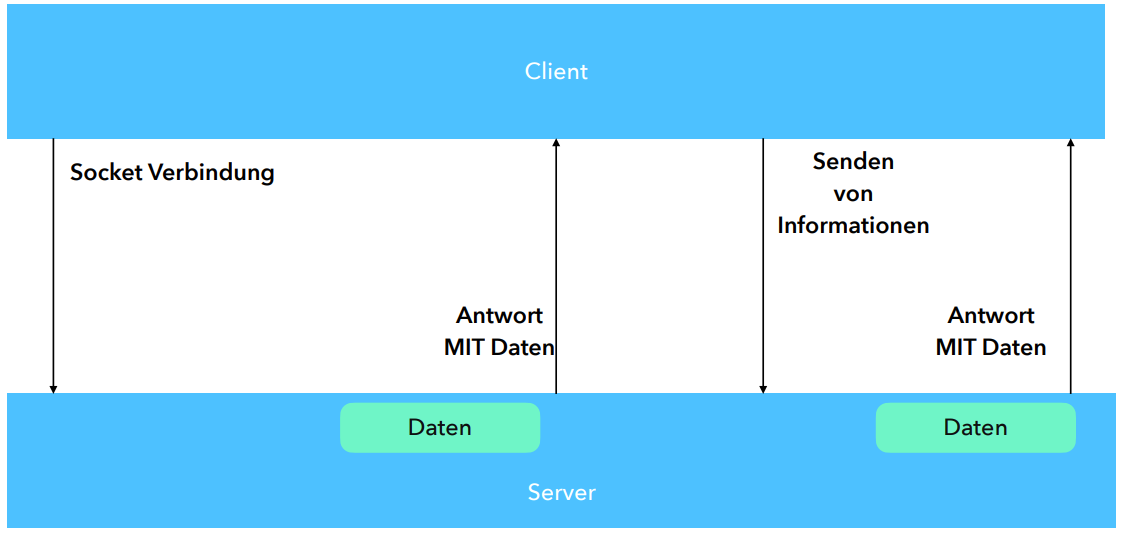 Client
Socket Verbindung
Senden
von
Informationen
Antwort
MIT Daten
Antwort
MIT Daten
Daten
Daten
Server